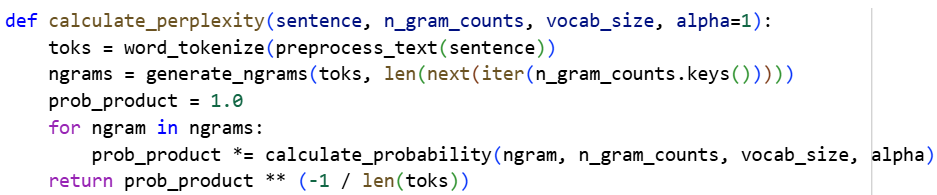 def calculate_perplexity(sentence, n_gram_counts, vocab_size, alpha=1):
    toks = word_tokenize(preprocess_text(sentence))
    ngrams = generate_ngrams(toks, len(next(iter(n_gram_counts.keys()))))
    prob_product = 1.0
    for ngram in ngrams:
        prob_product *= calculate_probability(ngram, n_gram_counts, vocab_size, alpha)
    return prob_product ** (-1 / len(toks))